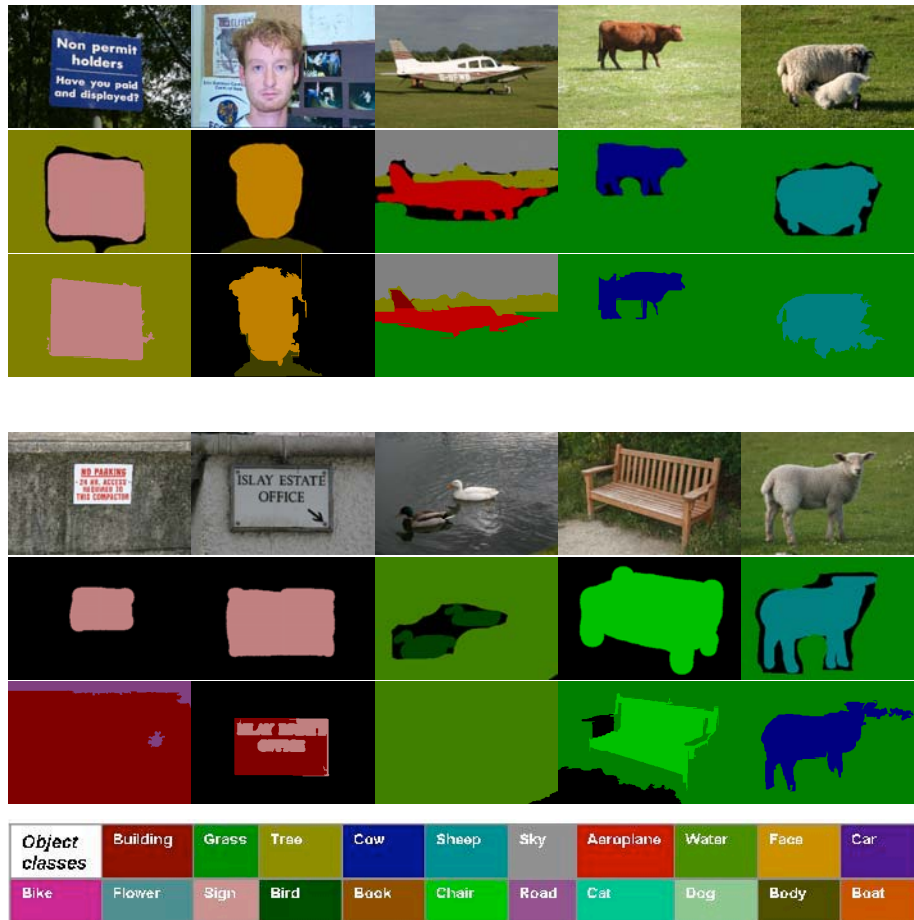 Non permit
holders
Have you paid
and displayed?
NO PARKING
24 HR. ACCESS
REQUIRED TO
THIS COMPACTOR
ISLAY ESTATE
OFFICE
Object classes Building Grass Tree Cow Sheep Sky Aeroplane Water Face Car
Bike Flower Sign Bird Book Chair Road Cat Dog Body Boat